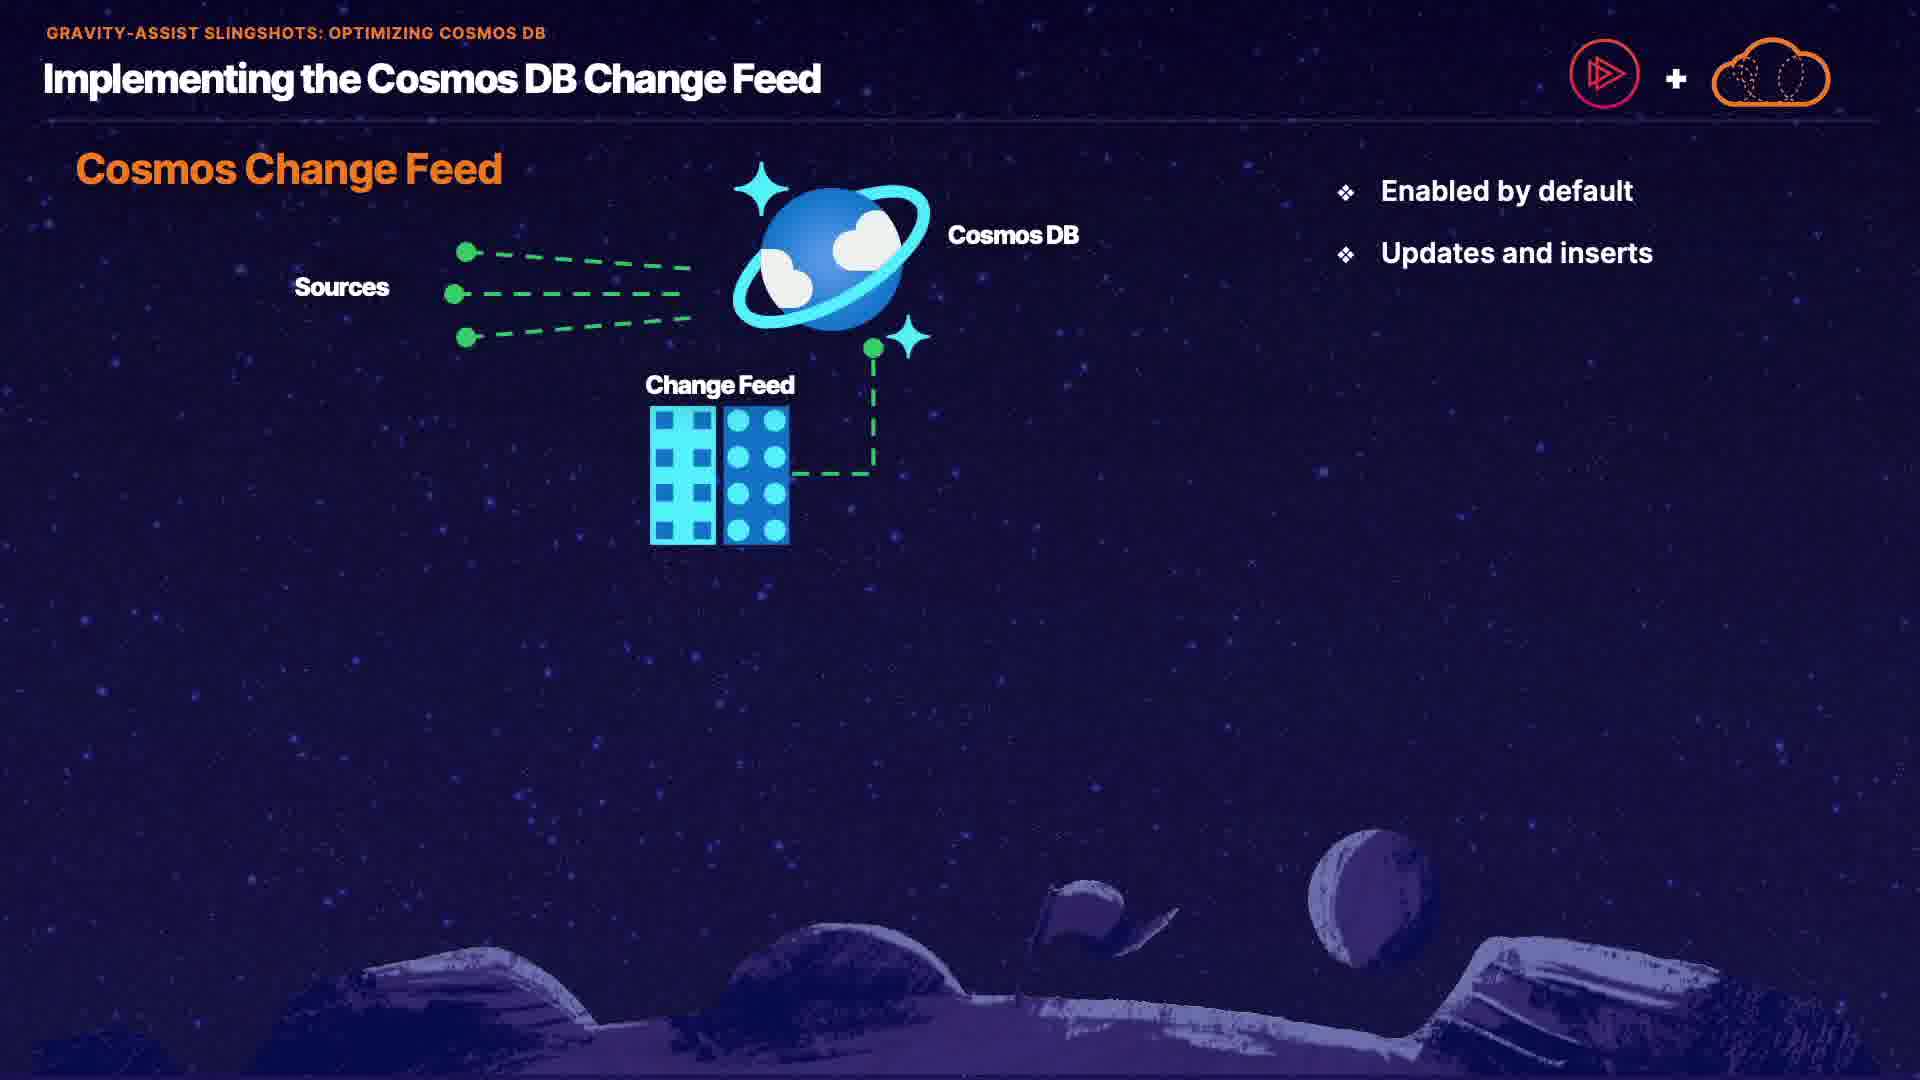 GRAVITY-ASSIST SLINGSHOTS: OPTIMIZING COSMOS DB
Implementing the Cosmos DB Change Feed
Cosmos Change Feed
Sources
Cosmos DB
Change Feed
Enabled by default
Updates and inserts